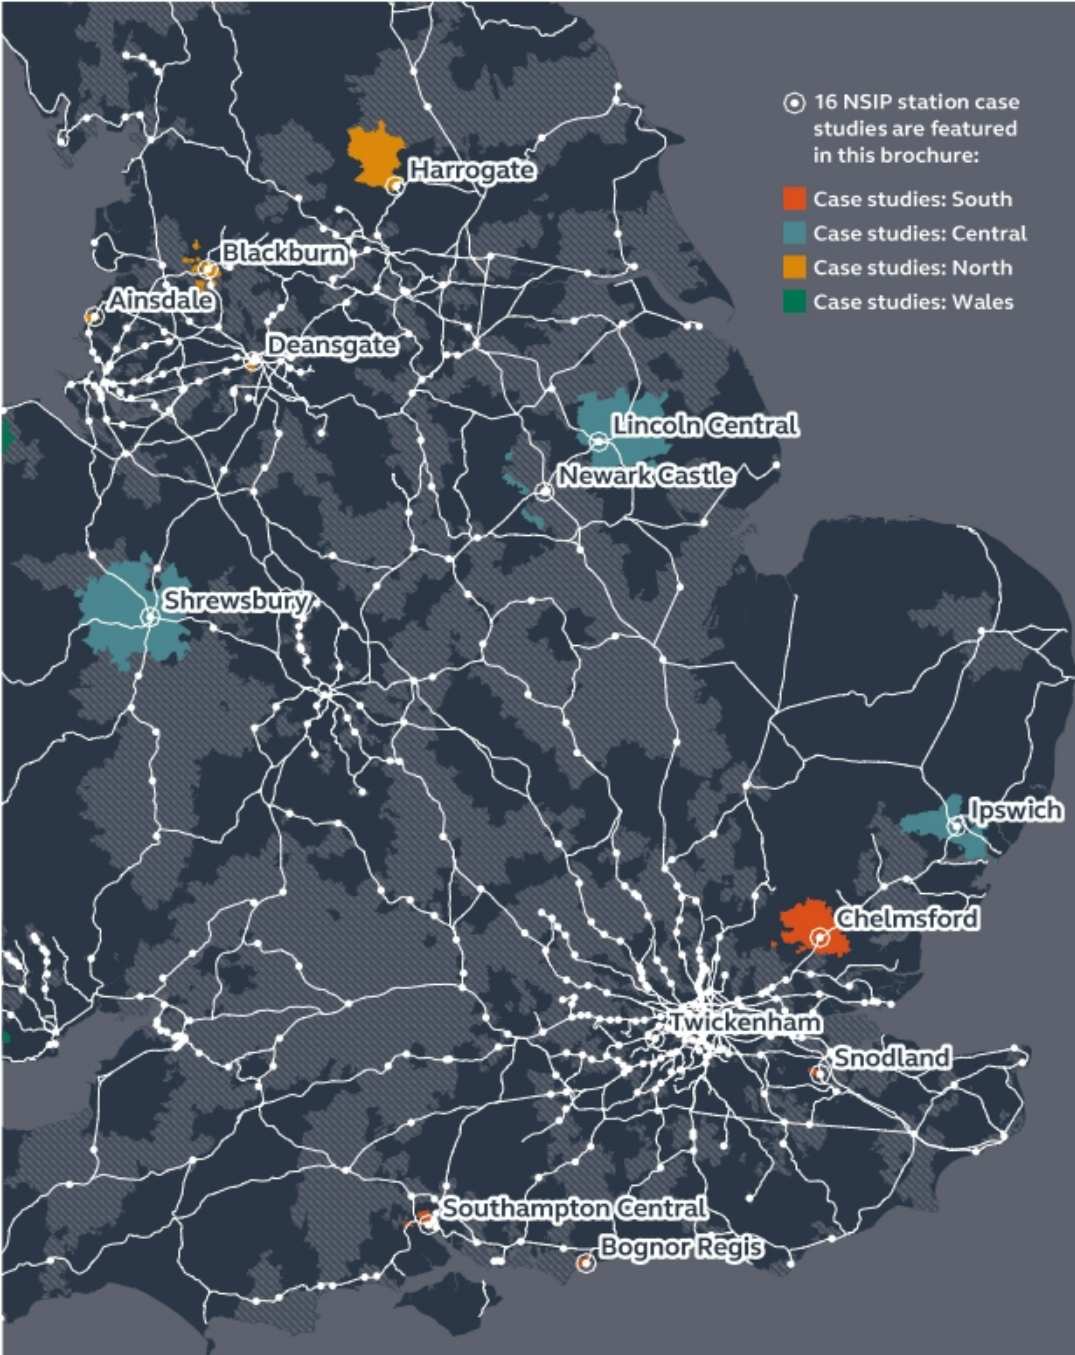 16 NSIP station case
studies are featured
in this brochure:
Case studies: South
Case studies: Central
Case studies: North
Case studies: Wales
Harrogate
Blackburn
Ainsdale
Deansgate
Lincoln Central
Newark Castle
Shrewsbury
Ipswich
Chelmsford
Twickenham
Snodland
Southampton Central
Bognor Regis